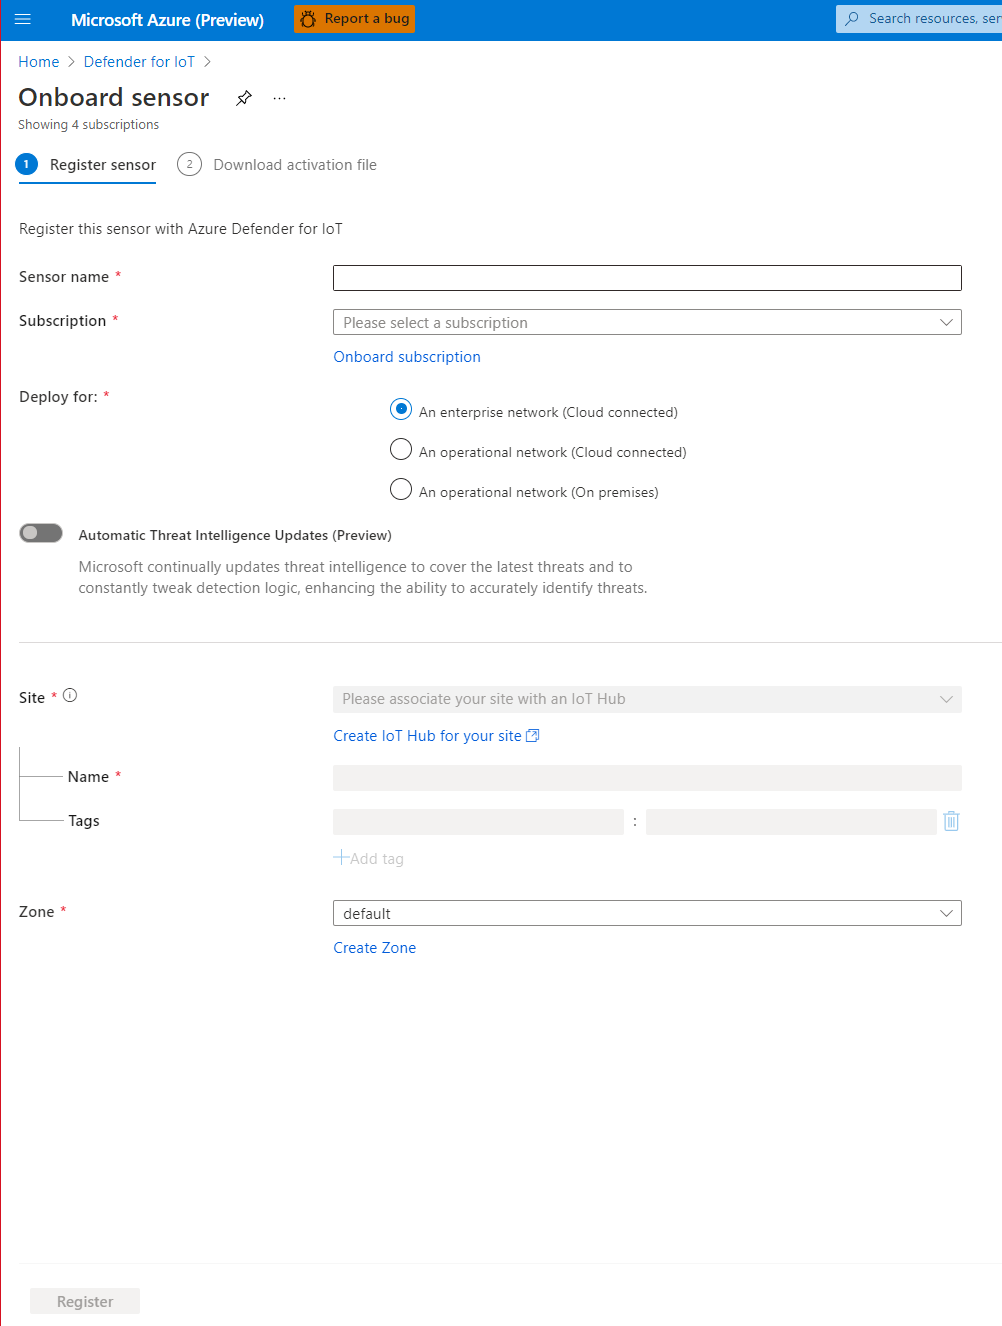 Microsoft Azure (Preview)
Report a bug
Search resources, ser
Home > Defender for IoT >
Onboard sensor
...
Showing 4 subscriptions
1 Register sensor
2 Download activation file
Register this sensor with Azure Defender for IoT
Sensor name *
Subscription *
Please select a subscription
Onboard subscription
Deploy for: *
An enterprise network (Cloud connected)
An operational network (Cloud connected)
An operational network (On premises)
Automatic Threat Intelligence Updates (Preview)
Microsoft continually updates threat intelligence to cover the latest threats and to
constantly tweak detection logic, enhancing the ability to accurately identify threats.
Site *
Please associate your site with an IoT Hub
Create IoT Hub for your site
Name *
Tags
:
+Add tag
Zone *
default
Create Zone
Register